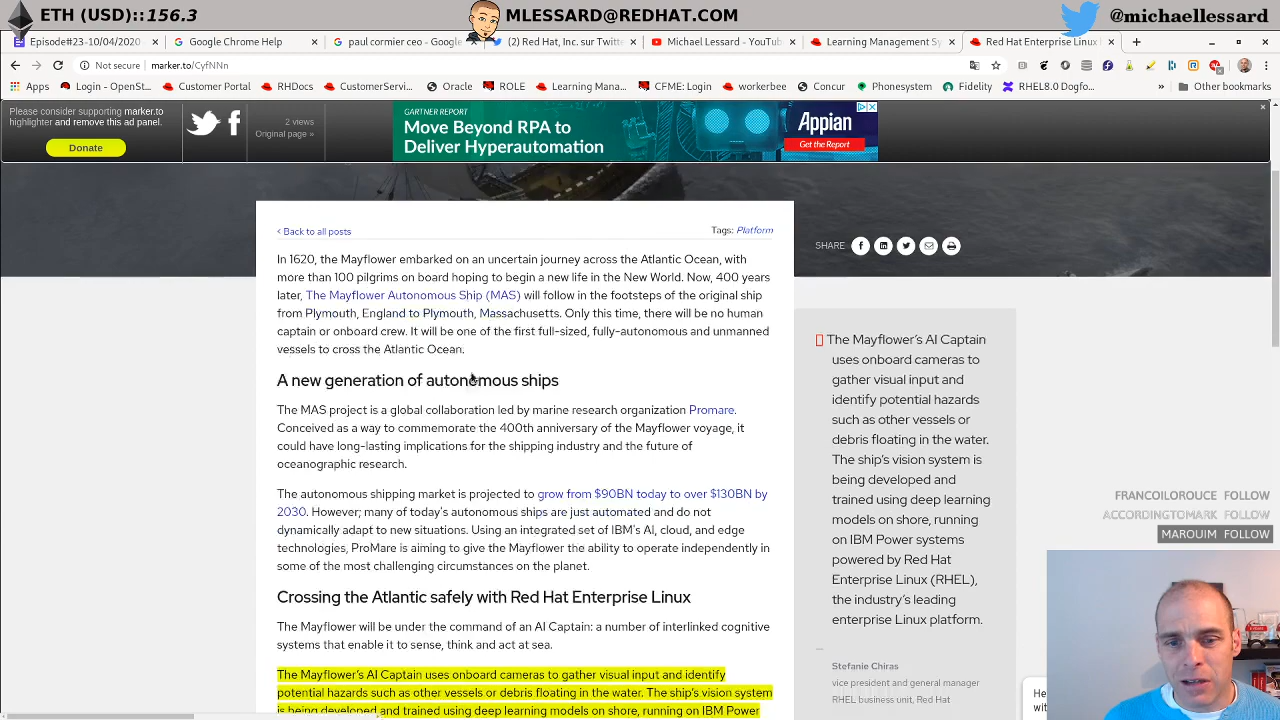 ETH (USD)::156.3
MLESSARD@REDHAT.COM
@michaellessard
Episode#23-10/04/2020
Google Chrome Help
paul cornier ceo - Google
(2) Red Hat, Inc. sur Twitte
Michael Lessard - YouTub
Learning Management Sy
Red Hat Enterprise Linux
Not secure
marker.to/CyfNNn
Apps
Login - OpenSt...
Customer Portal
RHDocs
CustomerServi...
Oracle
ROLE
Learning Mana...
CFME: Login
workerbee
Concur
Phonesystem
Fidelity
RHEL8.0 Dogfo...
»
Other bookmarks
Please consider supporting marker.to
highlighter and remove this ad panel.
Donate
2 views
Original page »
GARTNER REPORT
Move Beyond RPA to
Deliver Hyperautomation
Appian
Get the Report
< Back to all posts
Tags: Platform
SHARE
In 1620, the Mayflower embarked on an uncertain journey across the Atlantic Ocean, with
more than 100 pilgrims on board hoping to begin a new life in the New World. Now, 400 years
later, The Mayflower Autonomous Ship (MAS) will follow in the footsteps of the original ship
from Plymouth, England to Plymouth, Massachusetts. Only this time, there will be no human
captain or onboard crew. It will be one of the first full-sized, fully-autonomous and unmanned
vessels to cross the Atlantic Ocean.
A new generation of autonomous ships
The MAS project is a global collaboration led by marine research organization Promare.
Conceived as a way to commemorate the 400th anniversary of the Mayflower voyage, it
could have long-lasting implications for the shipping industry and the future of
oceanographic research.
The autonomous shipping market is projected to grow from $90BN today to over $130BN by
2030. However; many of today's autonomous ships are just automated and do not
dynamically adapt to new situations. Using an integrated set of IBM's AI, cloud, and edge
technologies, ProMare is aiming to give the Mayflower the ability to operate independently in
some of the most challenging circumstances on the planet.
Crossing the Atlantic safely with Red Hat Enterprise Linux
The Mayflower will be under the command of an AI Captain: a number of interlinked cognitive
systems that enable it to sense, think and act at sea.
The Mayflower's AI Captain uses onboard cameras to gather visual input and identify
potential hazards such as other vessels or debris floating in the water. The ship's vision system
is being developed and trained using deep learning models on shore, running on IBM Power
The Mayflower's AI Captain
uses onboard cameras to
gather visual input and
identify potential hazards
such as other vessels or
debris floating in the water.
The ship's vision system is
being developed and
trained using deep learning
models on shore, running
on IBM Power systems
powered by Red Hat
Enterprise Linux (RHEL),
the industry's leading
enterprise Linux platform.
Stefanie Chiras
vice president and general manager
RHEL business unit, Red Hat
FRANCOILOROUCE FOLLOW
ACCORDINGTOMARK FOLLOW
MAROUIM FOLLOW